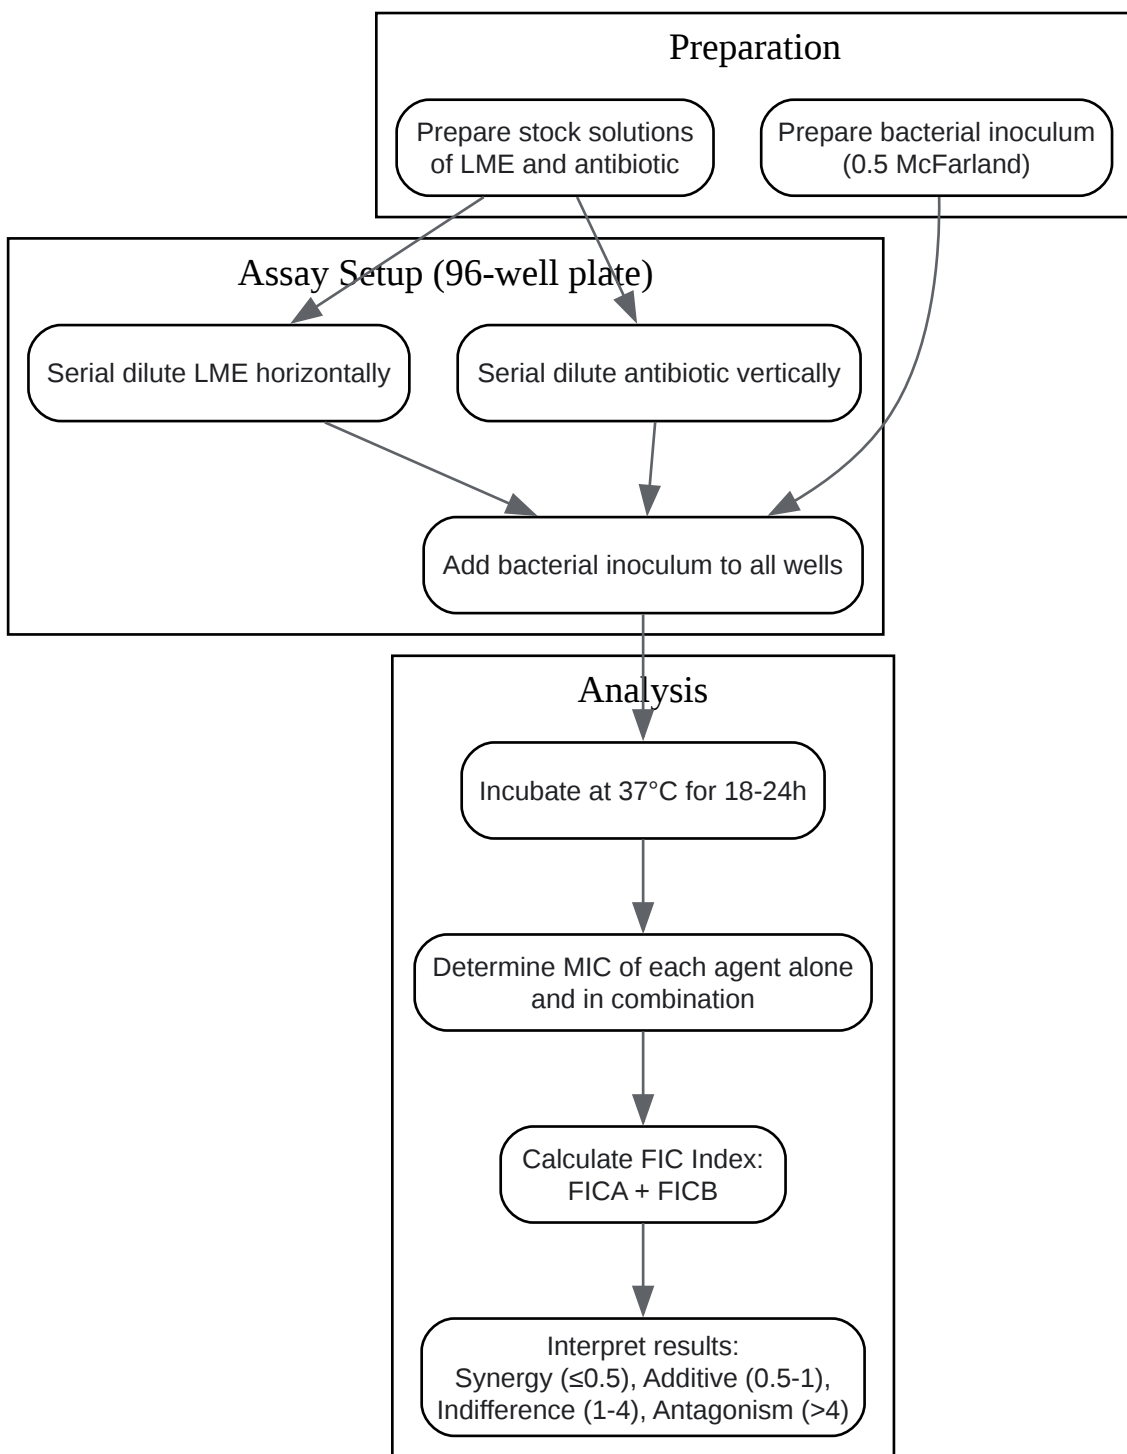 Preparation
Prepare stock solutions
of LME and antibiotic
Prepare bacterial inoculum
(0.5 McFarland)
Assay Setup (96-well plate)
Serial dilute LME horizontally
Serial dilute antibiotic vertically
Add bacterial inoculum to all wells
Analysis
Incubate at 37°C for 18-24h
Determine MIC of each agent alone
and in combination
Calculate FIC Index:
FICA + FICB
Interpret results:
Synergy (≤0.5), Additive (0.5-1),
Indifference (1-4), Antagonism (>4)